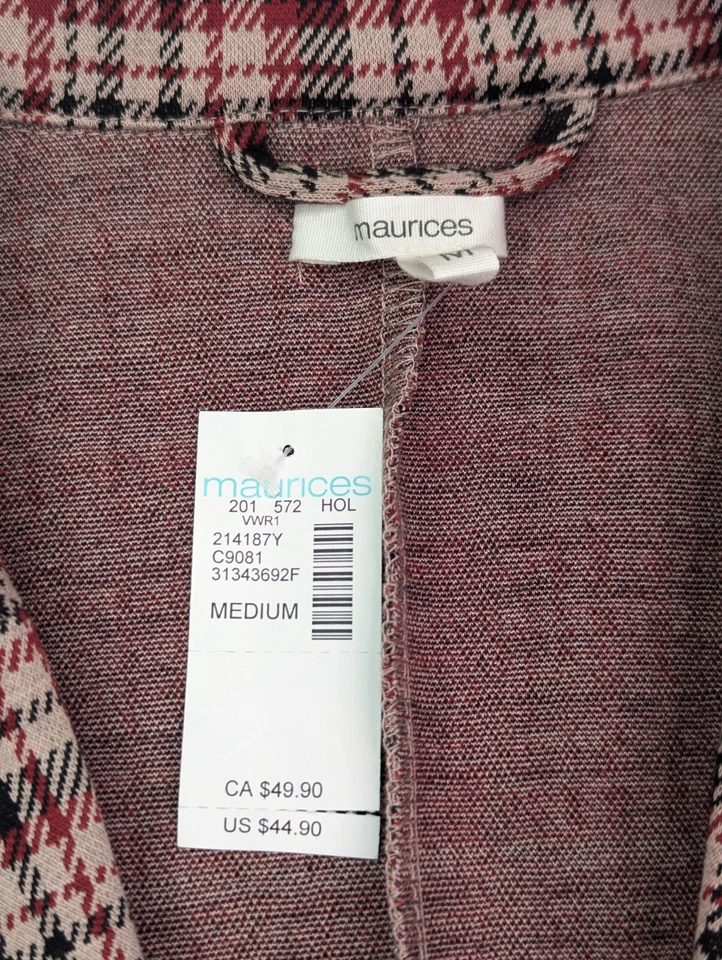 maurices
M
maurices
201 572 HOL
VWR1
214187Y
C9081
31343692F
MEDIUM
CA $49.90
US $44.90